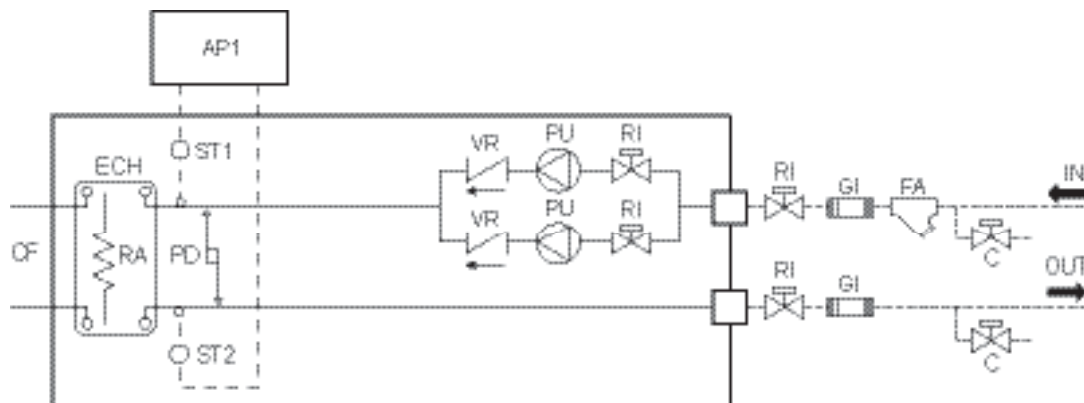 AP1
ST1
VR
PU
RI
ECH
RI
GI
FA
IN
VR
PU
RI
CF
RA
PD
C
OUT
RI
GI
ST2
C